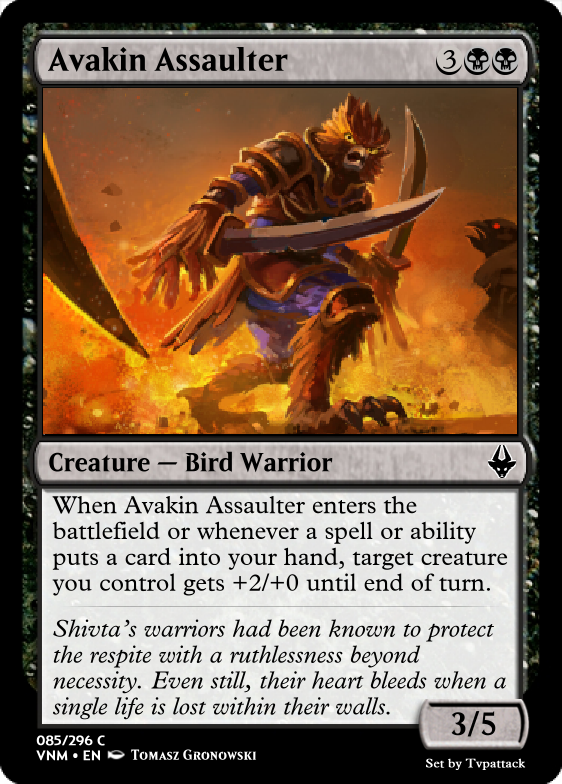 Avakin Assaulter 3
Creature — Bird Warrior
When Avakin Assaulter enters the
battlefield or whenever a spell or ability
puts a card into your hand, target creature
you control gets +2/+0 until end of turn.
Shivta's warriors had been known to protect
the respite with a ruthlessness beyond
necessity. Even still, their heart bleeds when a
single life is lost within their walls.
3/5
085/296 C
VNM • EN Tomasz Gronowski
Set by Tvpattack